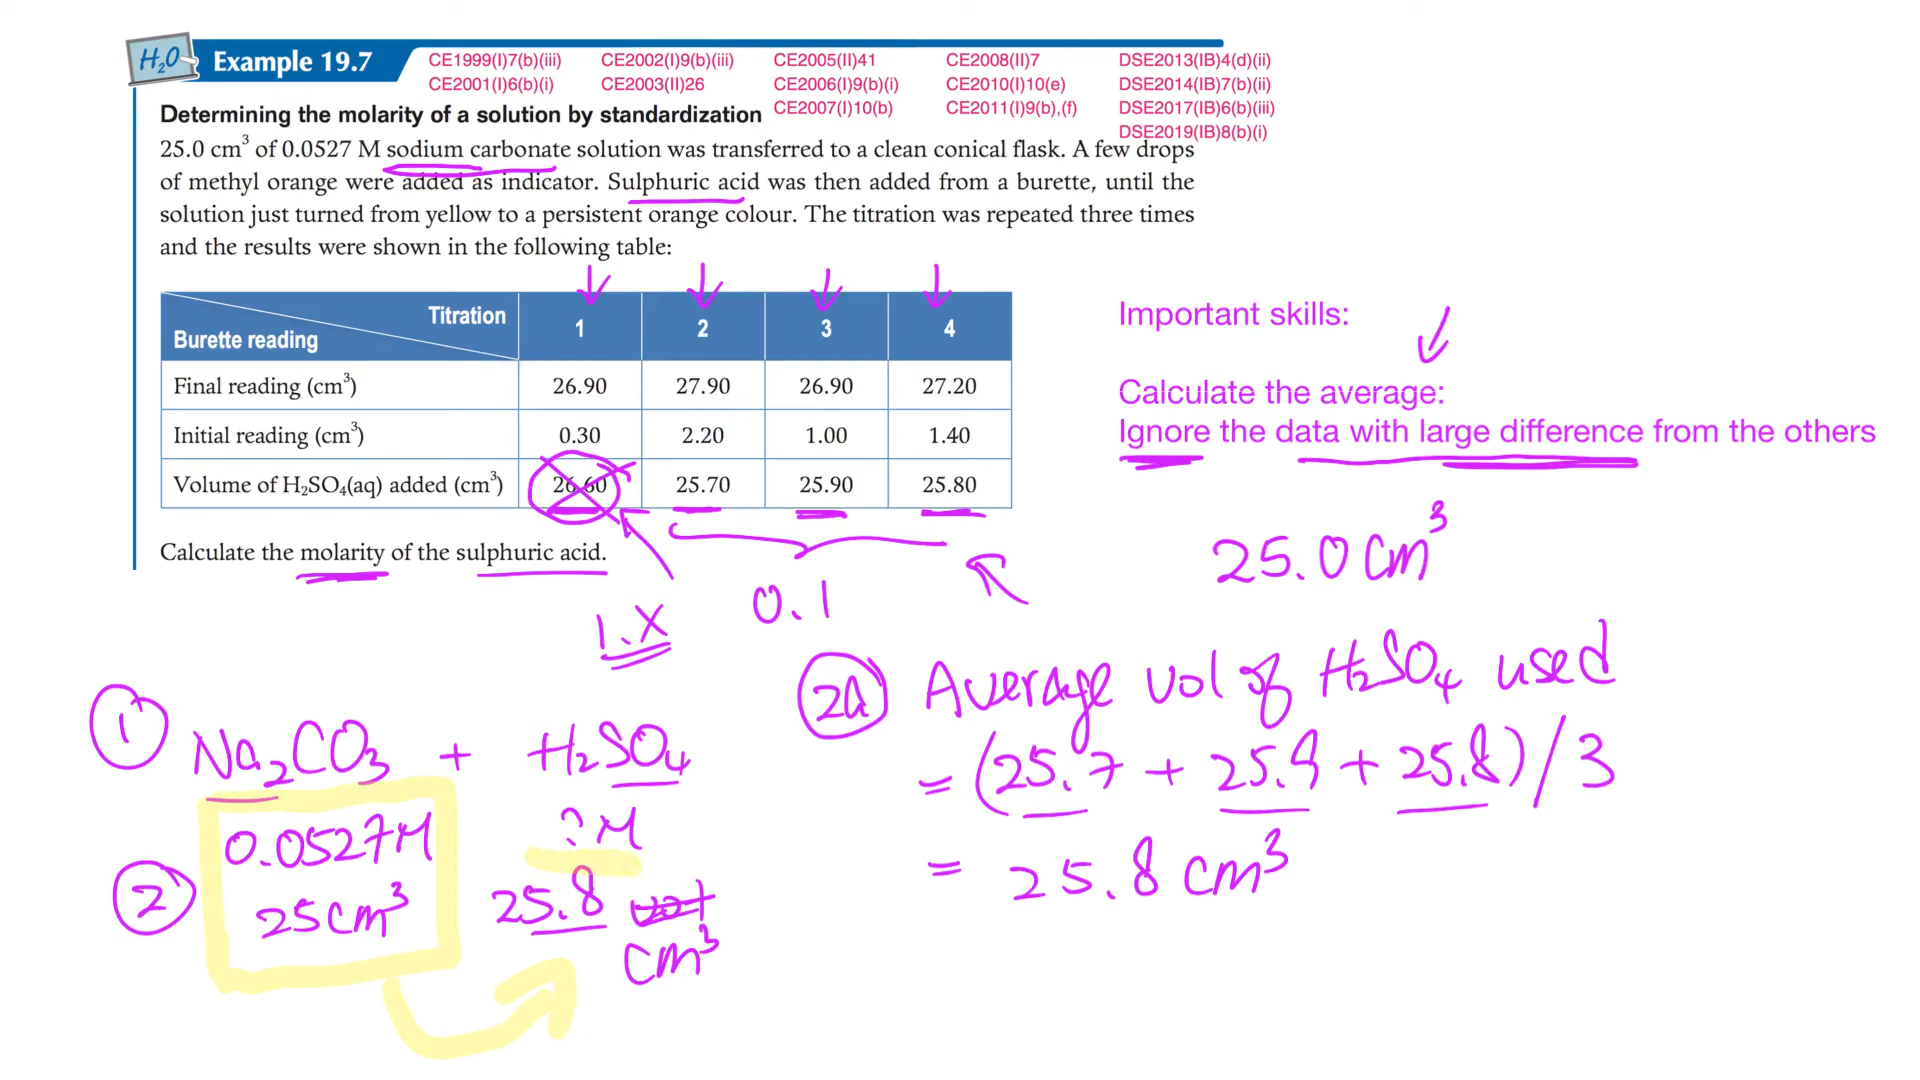 H₂O Example 19.7
CE1999(I)7(b)(iii) CE2002(I)9(b)(iii) CE2005(II)41 CE2008(II)7 DSE2013(IB)4(d)(ii)
CE2001(I)6(b)(i) CE2003(II)26 CE2006(I)9(b)(i) CE2010(I)10(e) DSE2014(IB)7(b)(ii)
CE2007(I)10(b) CE2011(I)9(b),(f) DSE2017(IB)6(b)(iii)
DSE2019(IB)8(b)(i)
Determining the molarity of a solution by standardization
25.0 cm³ of 0.0527 M sodium carbonate solution was transferred to a clean conical flask. A few drops
of methyl orange were added as indicator. Sulphuric acid was then added from a burette, until the
solution just turned from yellow to a persistent orange colour. The titration was repeated three times
and the results were shown in the following table:
Titration 1 2 3 4
Burette reading
Final reading (cm³) 26.90 27.90 26.90 27.20
Initial reading (cm³) 0.30 2.20 1.00 1.40
Volume of H₂SO₄(aq) added (cm³) 26.60 25.70 25.90 25.80
Calculate the molarity of the sulphuric acid.
Important skills:
Calculate the average:
Ignore the data with large difference from the others
25.0 cm³
0.1
1.X
① Na₂CO₃ + H₂SO₄
0.0527M ?M
② 25cm³ 25.8
cm³
2a Average vol of H₂SO₄ used
= (25.7 + 25.9 + 25.8) / 3
= 25.8 cm³